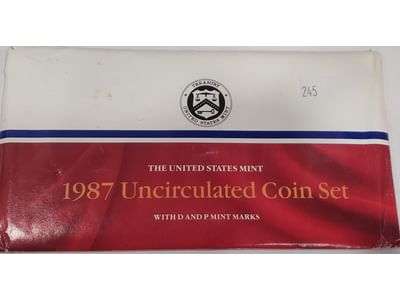 TREASURY
UNITED STATES MINT
245
THE UNITED STATES MINT
1987 Uncirculated Coin Set
WITH D AND P MINT MARKS